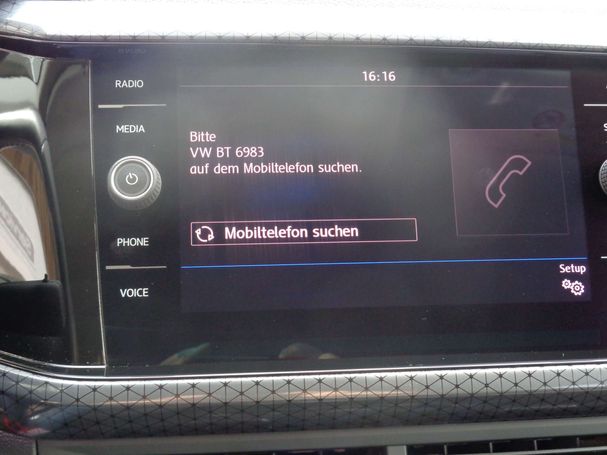 RADIO
16:16
MEDIA
Bitte
VW BT 6983
auf dem Mobiltelefon suchen.
Mobiltelefon suchen
PHONE
Setup
VOICE